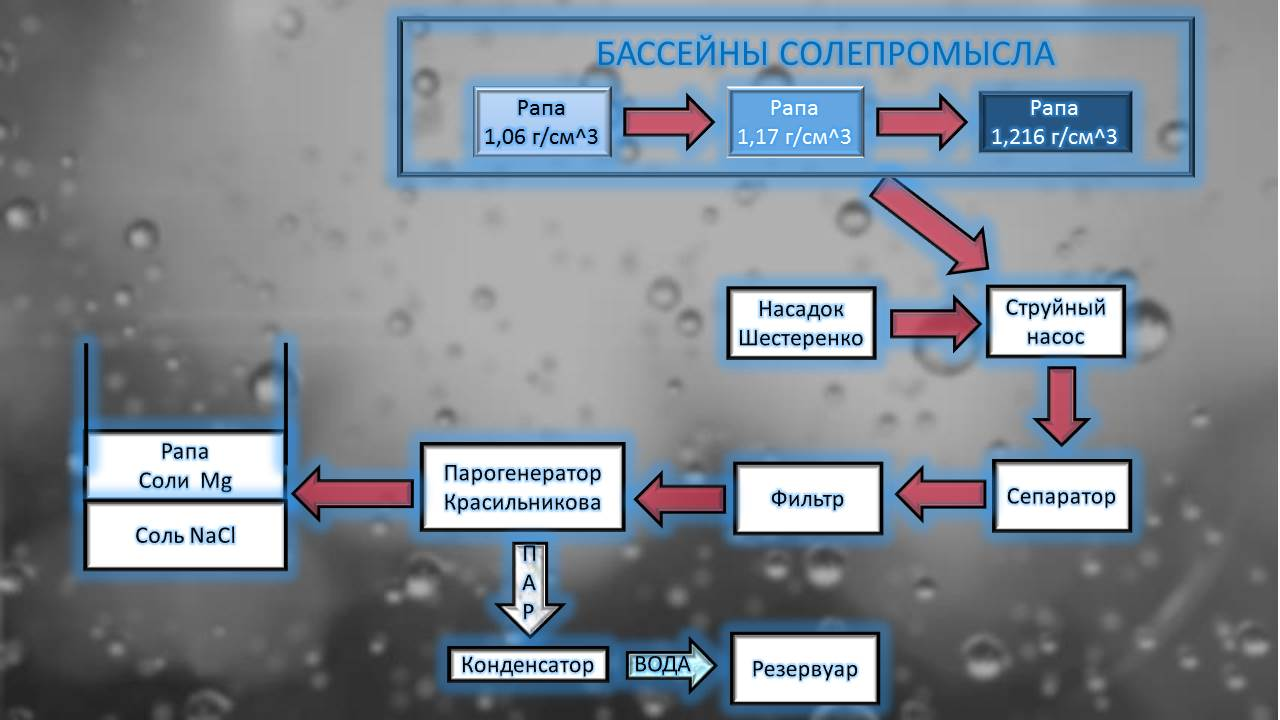 БАССЕЙНЫ СОЛЕПРОМЫСЛА
Рапа
1,06 г/см^3
Рапа
1,17 г/см^3
Рапа
1,216 г/см^3
Насадок
Шестеренко
Струйный
насос
Рапа
Соли Mg
Соль NaCl
Парогенератор
Красильникова
Фильтр
Сепаратор
П
А
Р
Конденсатор
ВОДА
Резервуар